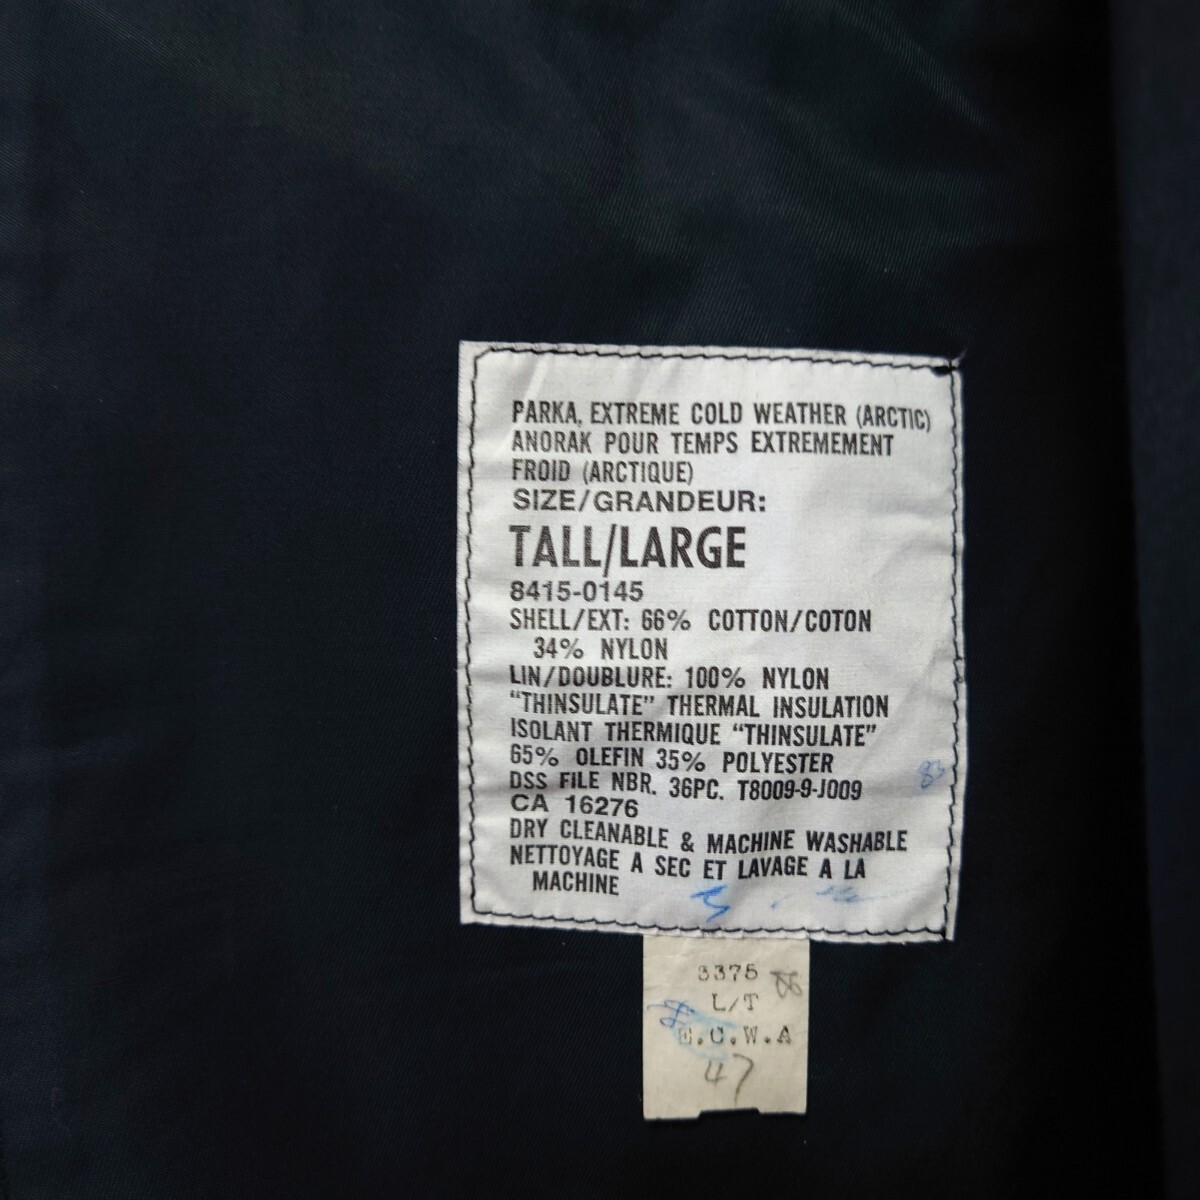 PARKA, EXTREME COLD WEATHER (ARCTIC)
ANORAK POUR TEMPS EXTREMEMENT
FROID (ARCTIQUE)
SIZE/GRANDEUR:
TALL/LARGE
8415-0145
SHELL/EXT: 66% COTTON/COTON
34% NYLON
LIN/DOUBLURE: 100% NYLON
"THINSULATE" THERMAL INSULATION
ISOLANT THERMIQUE "THINSULATE"
65% OLEFIN 35% POLYESTER
DSS FILE NBR. 36PC. T8009-9-J009
CA 16276
DRY CLEANABLE & MACHINE WASHABLE
NETTOYAGE A SEC ET LAVAGE A LA
MACHINE
3375
L/T
E.C.W.A
47